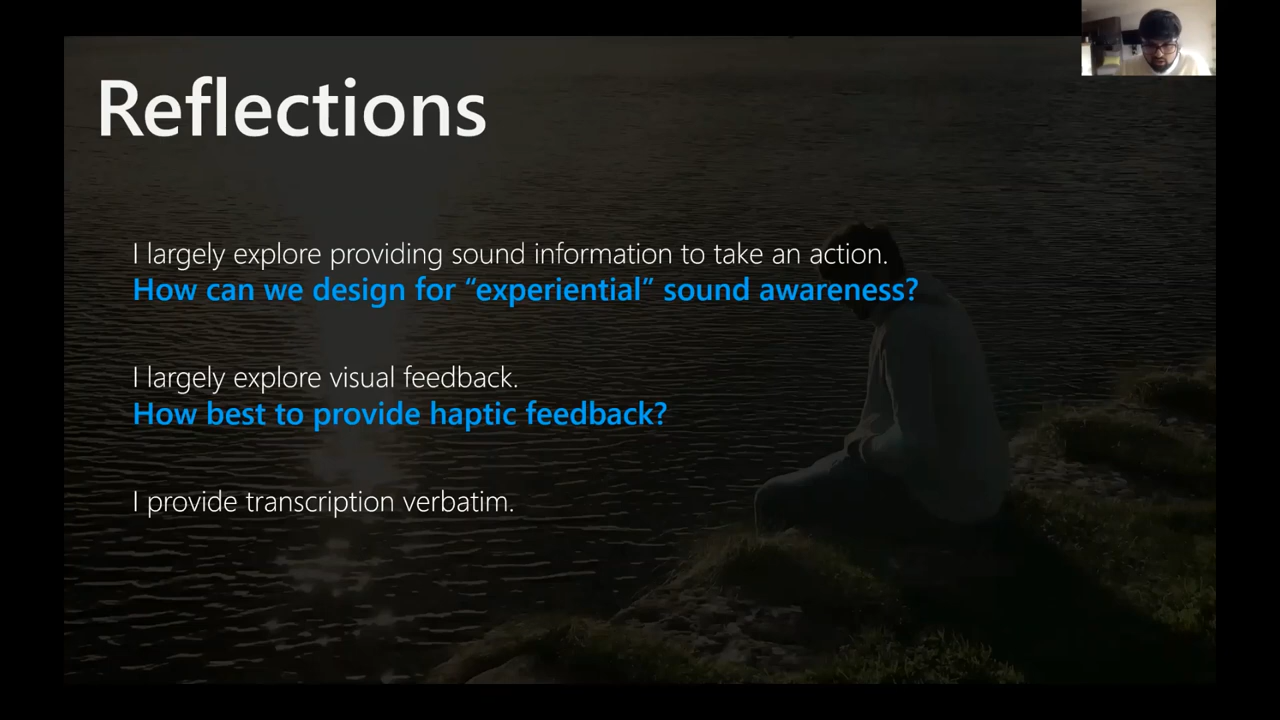 Reflections
I largely explore providing sound information to take an action.
How can we design for “experiential” sound awareness?
I largely explore visual feedback.
How best to provide haptic feedback?
I provide transcription verbatim.